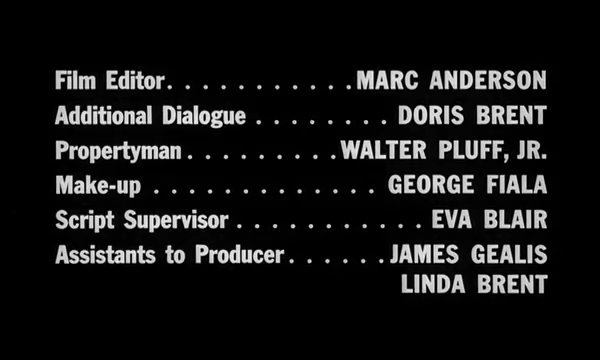 Film Editor. . . . . . . . . . . .MARC ANDERSON
Additional Dialogue . . . . . . . . DORIS BRENT
Propertyman. . . . . . . . . .WALTER PLUFF, JR.
Make-up . . . . . . . . . . . . . GEORGE FIALA
Script Supervisor . . . . . . . . . . . EVA BLAIR
Assistants to Producer. . . . . .JAMES GEALIS
LINDA BRENT